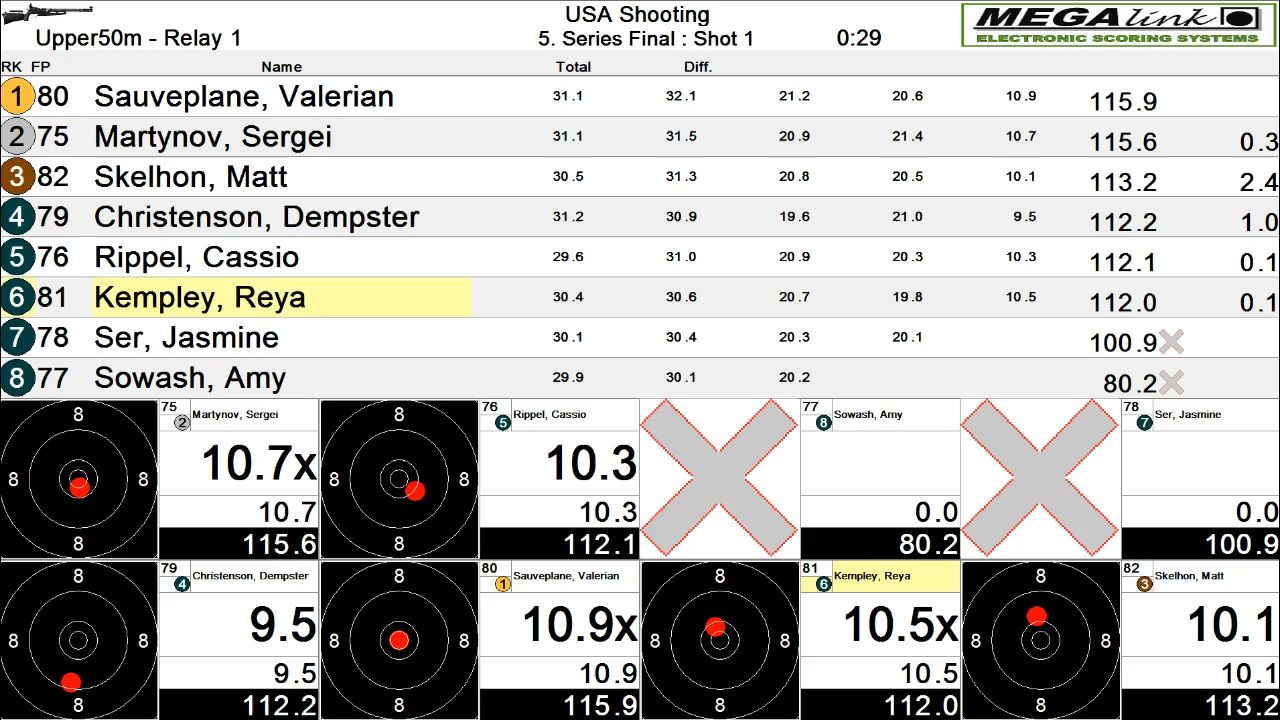 USA Shooting
MEGAlink
Upper50m - Relay 1 5. Series Final : Shot 1 0:29
ELECTRONIC SCORING SYSTEMS
RK FP Name Total Diff.
1 80 Sauveplane, Valerian 31.1 32.1 21.2 20.6 10.9 115.9
2 75 Martynov, Sergei 31.1 31.5 20.9 21.4 10.7 115.6 0.3
3 82 Skelhon, Matt 30.5 31.3 20.8 20.5 10.1 113.2 2.4
4 79 Christenson, Dempster 31.2 30.9 19.6 21.0 9.5 112.2 1.0
5 76 Rippel, Cassio 29.6 31.0 20.9 20.3 10.3 112.1 0.1
6 81 Kempley, Reya 30.4 30.6 20.7 19.8 10.5 112.0 0.1
7 78 Ser, Jasmine 30.1 30.4 20.3 20.1 100.9
8 77 Sowash, Amy 29.9 30.1 20.2 80.2
8
8 8
8
75 2 Martynov, Sergei
10.7x
10.7
115.6
8
8 8
8
76 5 Rippel, Cassio
10.3
10.3
112.1
77 8 Sowash, Amy
0.0
80.2
78 7 Ser, Jasmine
0.0
100.9
8
8 8
8
79 4 Christenson, Dempster
9.5
9.5
112.2
8
8 8
8
80 1 Sauveplane, Valerian
10.9x
10.9
115.9
8
8 8
8
81 6 Kempley, Reya
10.5x
10.5
112.0
8
8 8
8
82 3 Skelhon, Matt
10.1
10.1
113.2